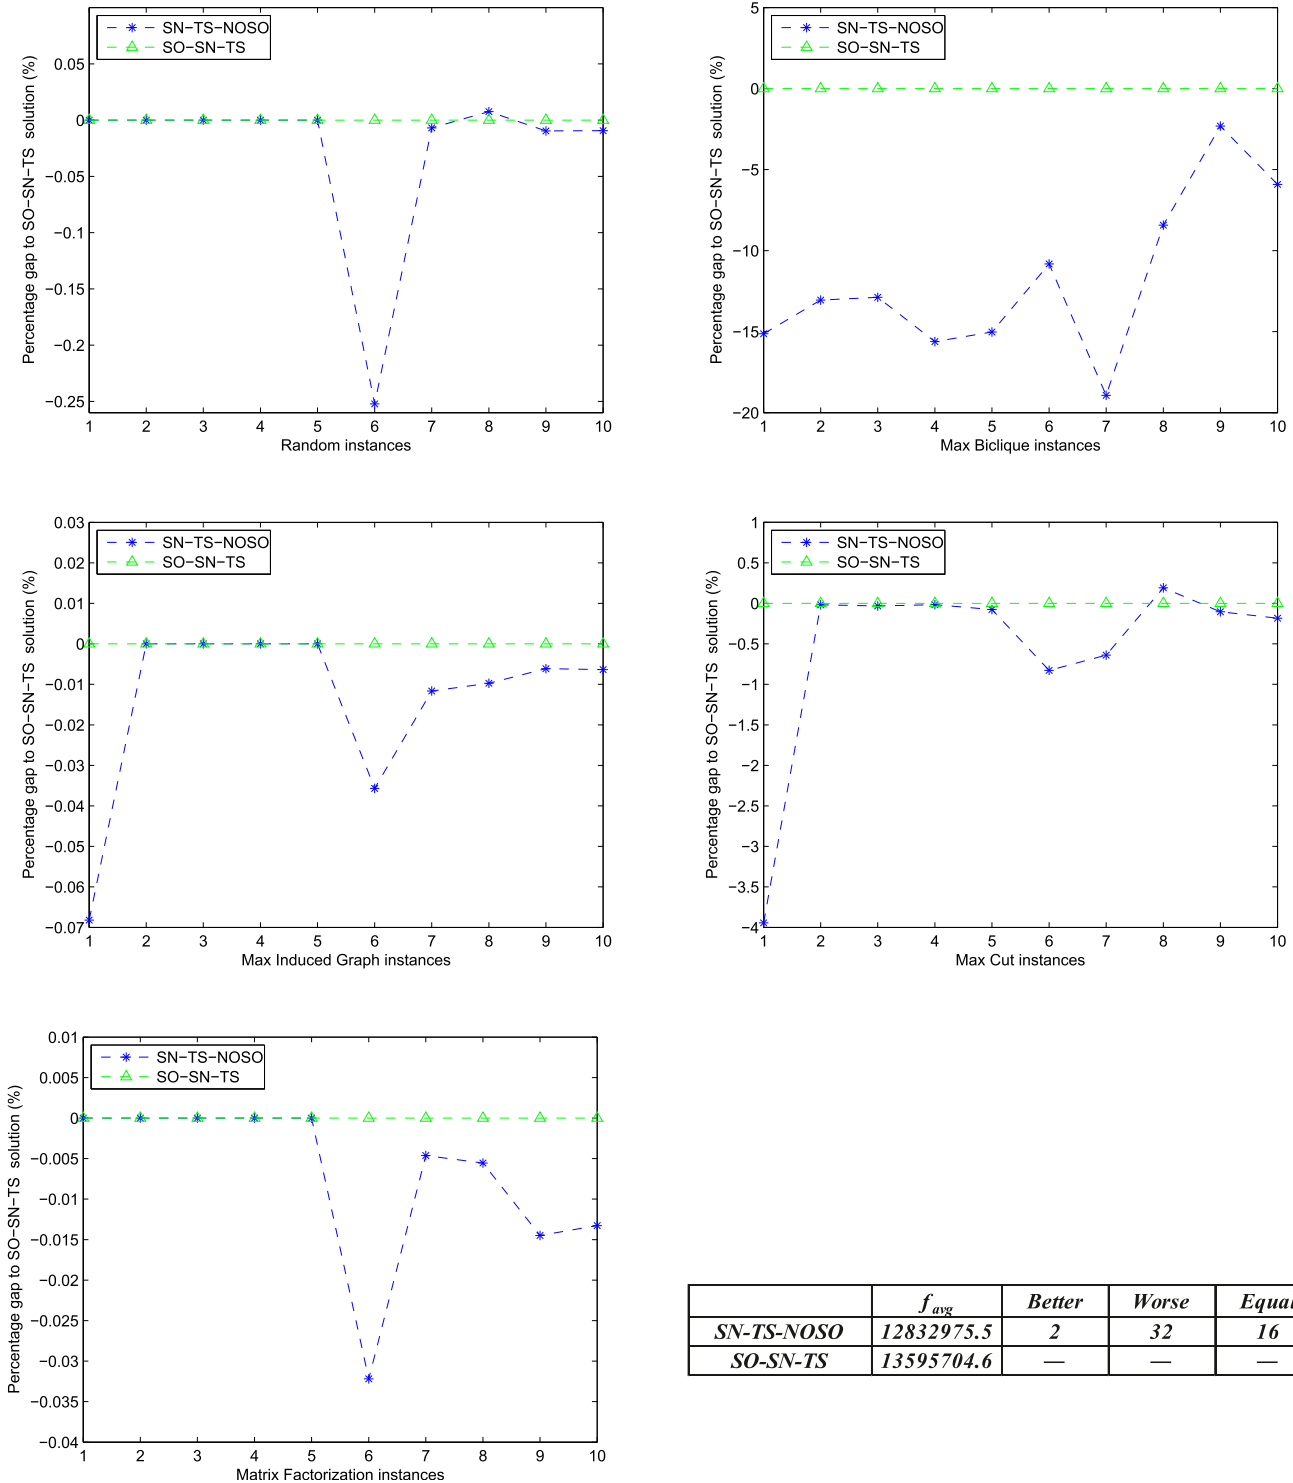 SN−TS−NOSO
SO−SN−TS
Percentage gap to SO−SN−TS solution (%)
0.05
0
−0.05
−0.1
−0.15
−0.2
−0.25
1 2 3 4 5 6 7 8 9 10
Random instances
SN−TS−NOSO
SO−SN−TS
Percentage gap to SO−SN−TS solution (%)
5
0
−5
−10
−15
−20
1 2 3 4 5 6 7 8 9 10
Max Biclique instances
SN−TS−NOSO
SO−SN−TS
Percentage gap to SO−SN−TS solution (%)
0.03
0.02
0.01
0
−0.01
−0.02
−0.03
−0.04
−0.05
−0.06
−0.07
1 2 3 4 5 6 7 8 9 10
Max Induced Graph instances
SN−TS−NOSO
SO−SN−TS
Percentage gap to SO−SN−TS solution (%)
1
0.5
0
−0.5
−1
−1.5
−2
−2.5
−3
−3.5
−4
1 2 3 4 5 6 7 8 9 10
Max Cut instances
SN−TS−NOSO
SO−SN−TS
Percentage gap to SO−SN−TS solution (%)
0.01
0.005
0
−0.005
−0.01
−0.015
−0.02
−0.025
−0.03
−0.035
−0.04
1 2 3 4 5 6 7 8 9 10
Matrix Factorization instances
f avg Better Worse Equal
SN-TS-NOSO 12832975.5 2 32 16
SO-SN-TS 13595704.6 — — —